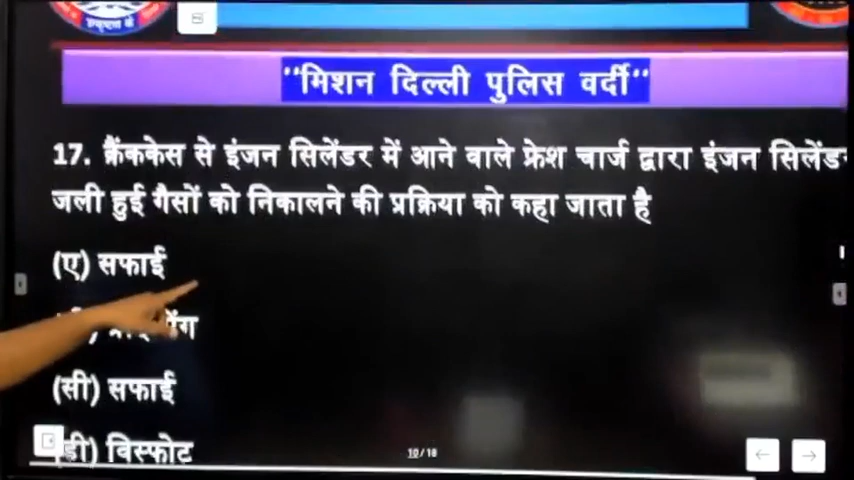 "मिशन दिल्ली पुलिस वर्दी"
17. क्रैंककेस से इंजन सिलेंडर में आने वाले फ्रेश चार्ज द्वारा इंजन
जली हुई गैसों को निकालने की प्रक्रिया को कहा जाता है
(ए) सफाई
(सी) सफाई
(डी) विस्फोट
10/18